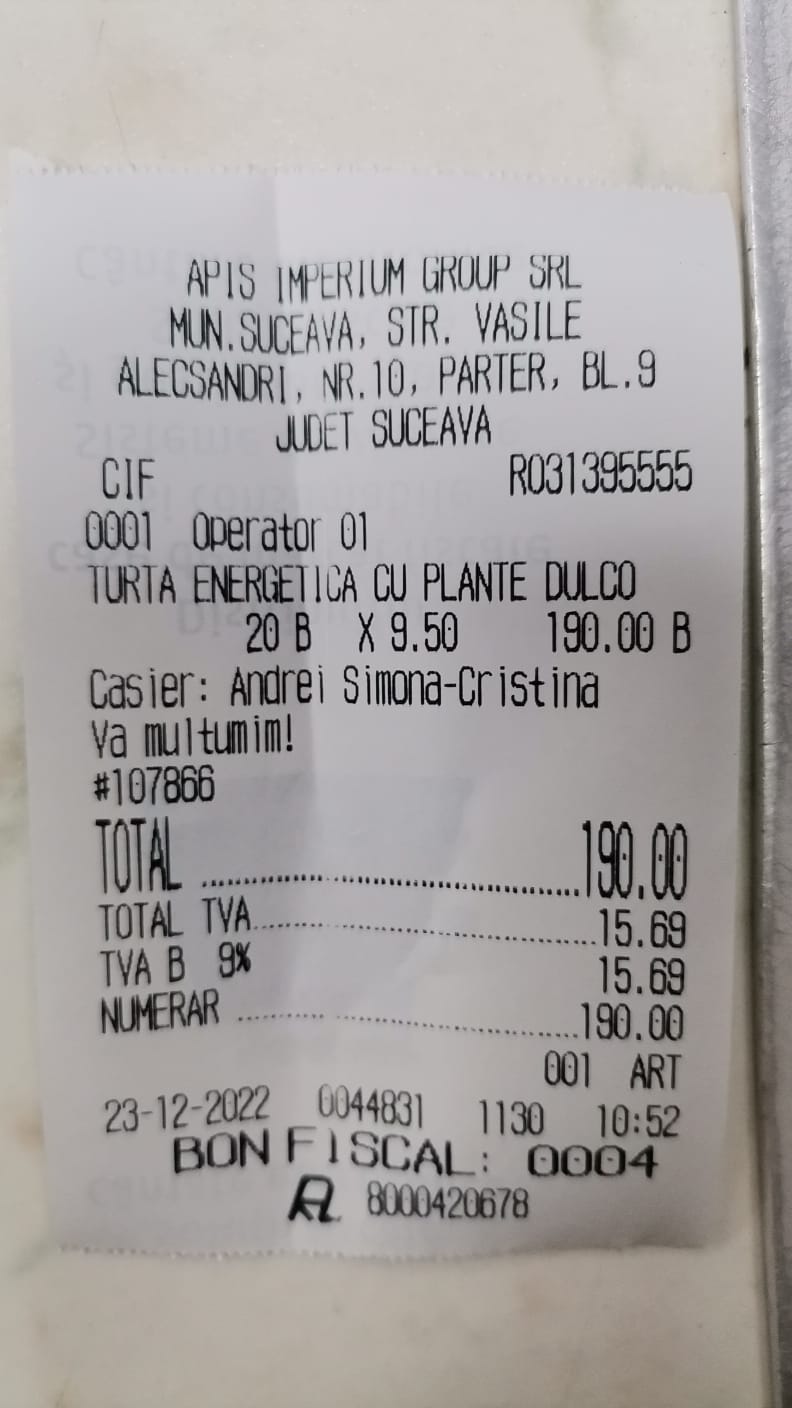 APIS IMPERIUM GROUP SRL
MUN.SUCEAVA, STR. VASILE
ALECSANDRI, NR.10, PARTER, BL.9
JUDET SUCEAVA
CIF RO31395555
0001 Operator 01
TURTA ENERGETICA CU PLANTE DULCO
20 B X 9.50 190.00 B
Casier: Andrei Simona-Cristina
Va multumim!
#107866
TOTAL ........................................190.00
TOTAL TVA........................................15.69
TVA B 9% 15.69
NUMERAR ........................................190.00
001 ART
23-12-2022 0044831 1130 10:52
BON FISCAL: 0004
8000420678